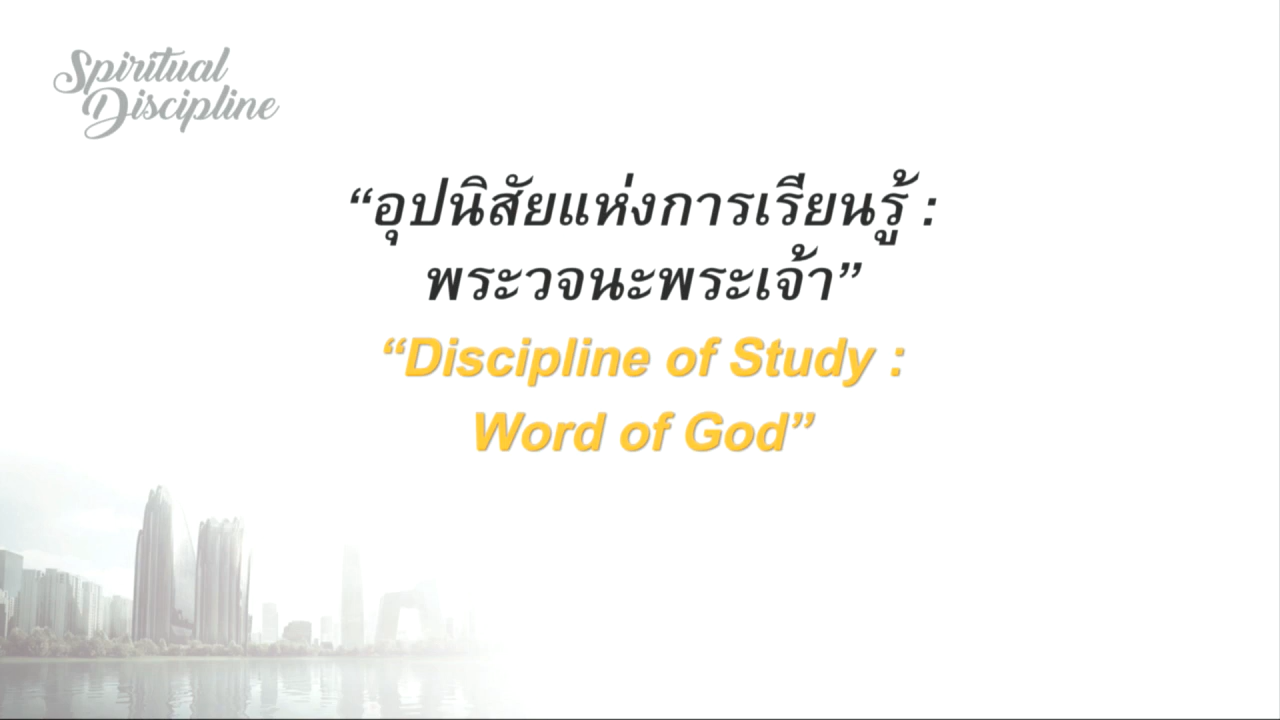 Spiritual
Discipline
“อุปนิสัยแห่งการเรียนรู้ :
พระวจนะพระเจ้า”
“Discipline of Study :
Word of God”